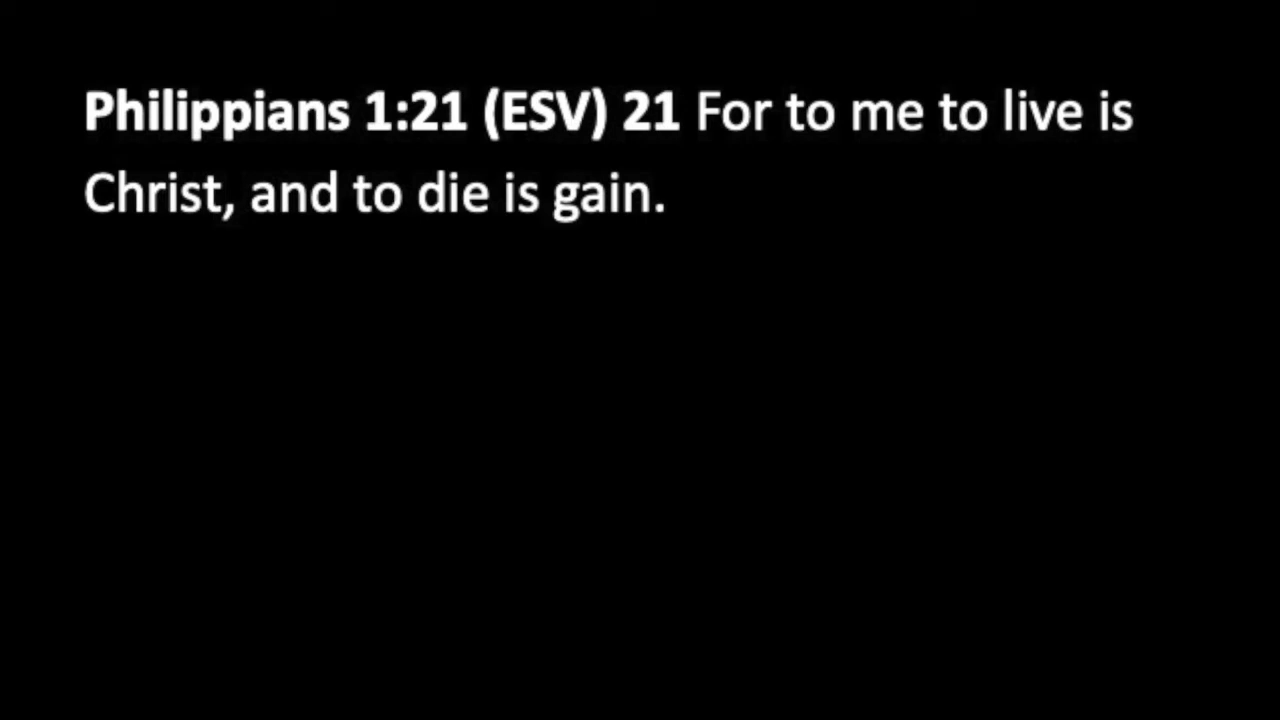 Philippians 1:21 (ESV) 21 For to me to live is
Christ, and to die is gain.